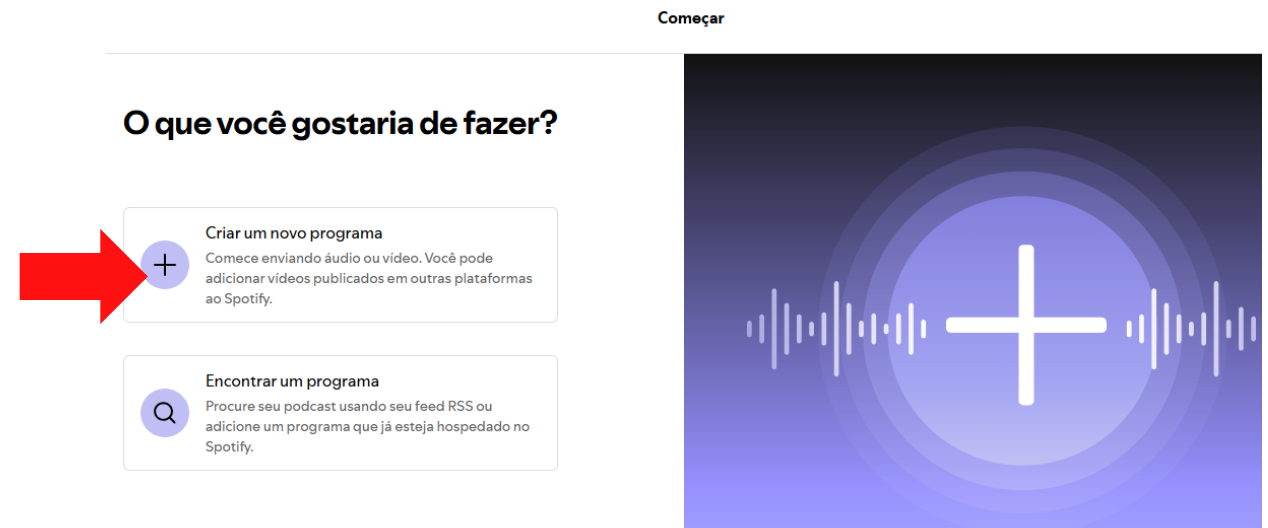 Começar
O que você gostaria de fazer?
Criar um novo programa
Comece enviando áudio ou vídeo. Você pode
adicionar vídeos publicados em outras plataformas
ao Spotify.
Encontrar um programa
Procure seu podcast usando seu feed RSS ou
adicione um programa que já esteja hospedado no
Spotify.